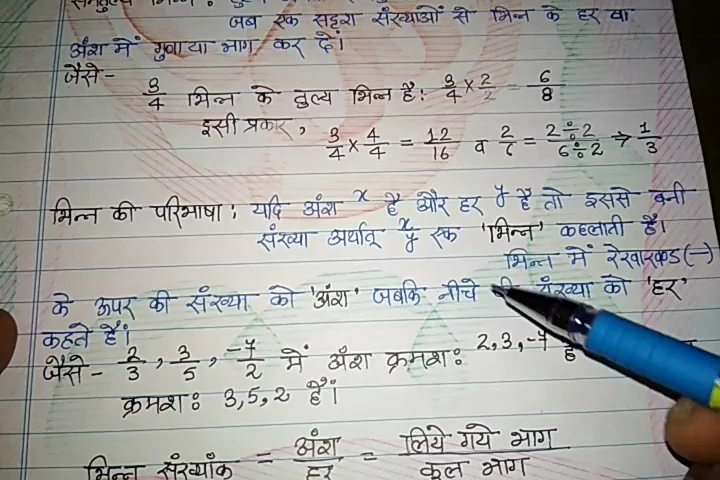 जब एक सदृश संख्याओं से भिन्न के हर वा
अंश में गुणा या भाग कर दें।
जैसे- 3/4 भिन्न के तुल्य भिन्न है: 3/4 × 2/2 = 6/8
इसी प्रकार, 3/4 × 4/4 = 12/16 व 2/6 = 2÷2/6÷2 → 1/3
भिन्न की परिभाषा: यदि अंश x है और हर y है तो इससे बनी
संख्या अर्थात् x/y एक 'भिन्न' कहलाती है।
भिन्न में रेखाखण्ड (-)
के ऊपर की संख्या को 'अंश' जबकि नीचे संख्या को 'हर'
कहते हैं।
जैसे- 2/3, 3/5, -7/2 में अंश क्रमश: 2,3,-7
क्रमश: 3,5,2 हैं।
भिन्न संख्यांक = अंश/हर = लिये गये भाग/कुल भाग